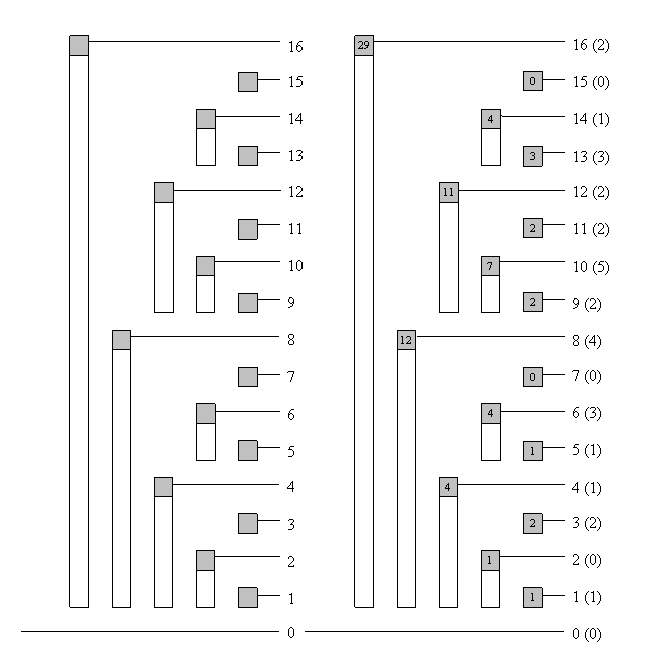 16 29 16 (2)
15 0 15 (0)
14 4 14 (1)
13 3 13 (3)
12 11 12 (2)
11 2 11 (2)
10 7 10 (5)
9 2 9 (2)
8 12 8 (4)
7 0 7 (0)
6 4 6 (3)
5 1 5 (1)
4 4 4 (1)
3 2 3 (2)
2 1 2 (0)
1 1 1 (1)
0 0 (0)